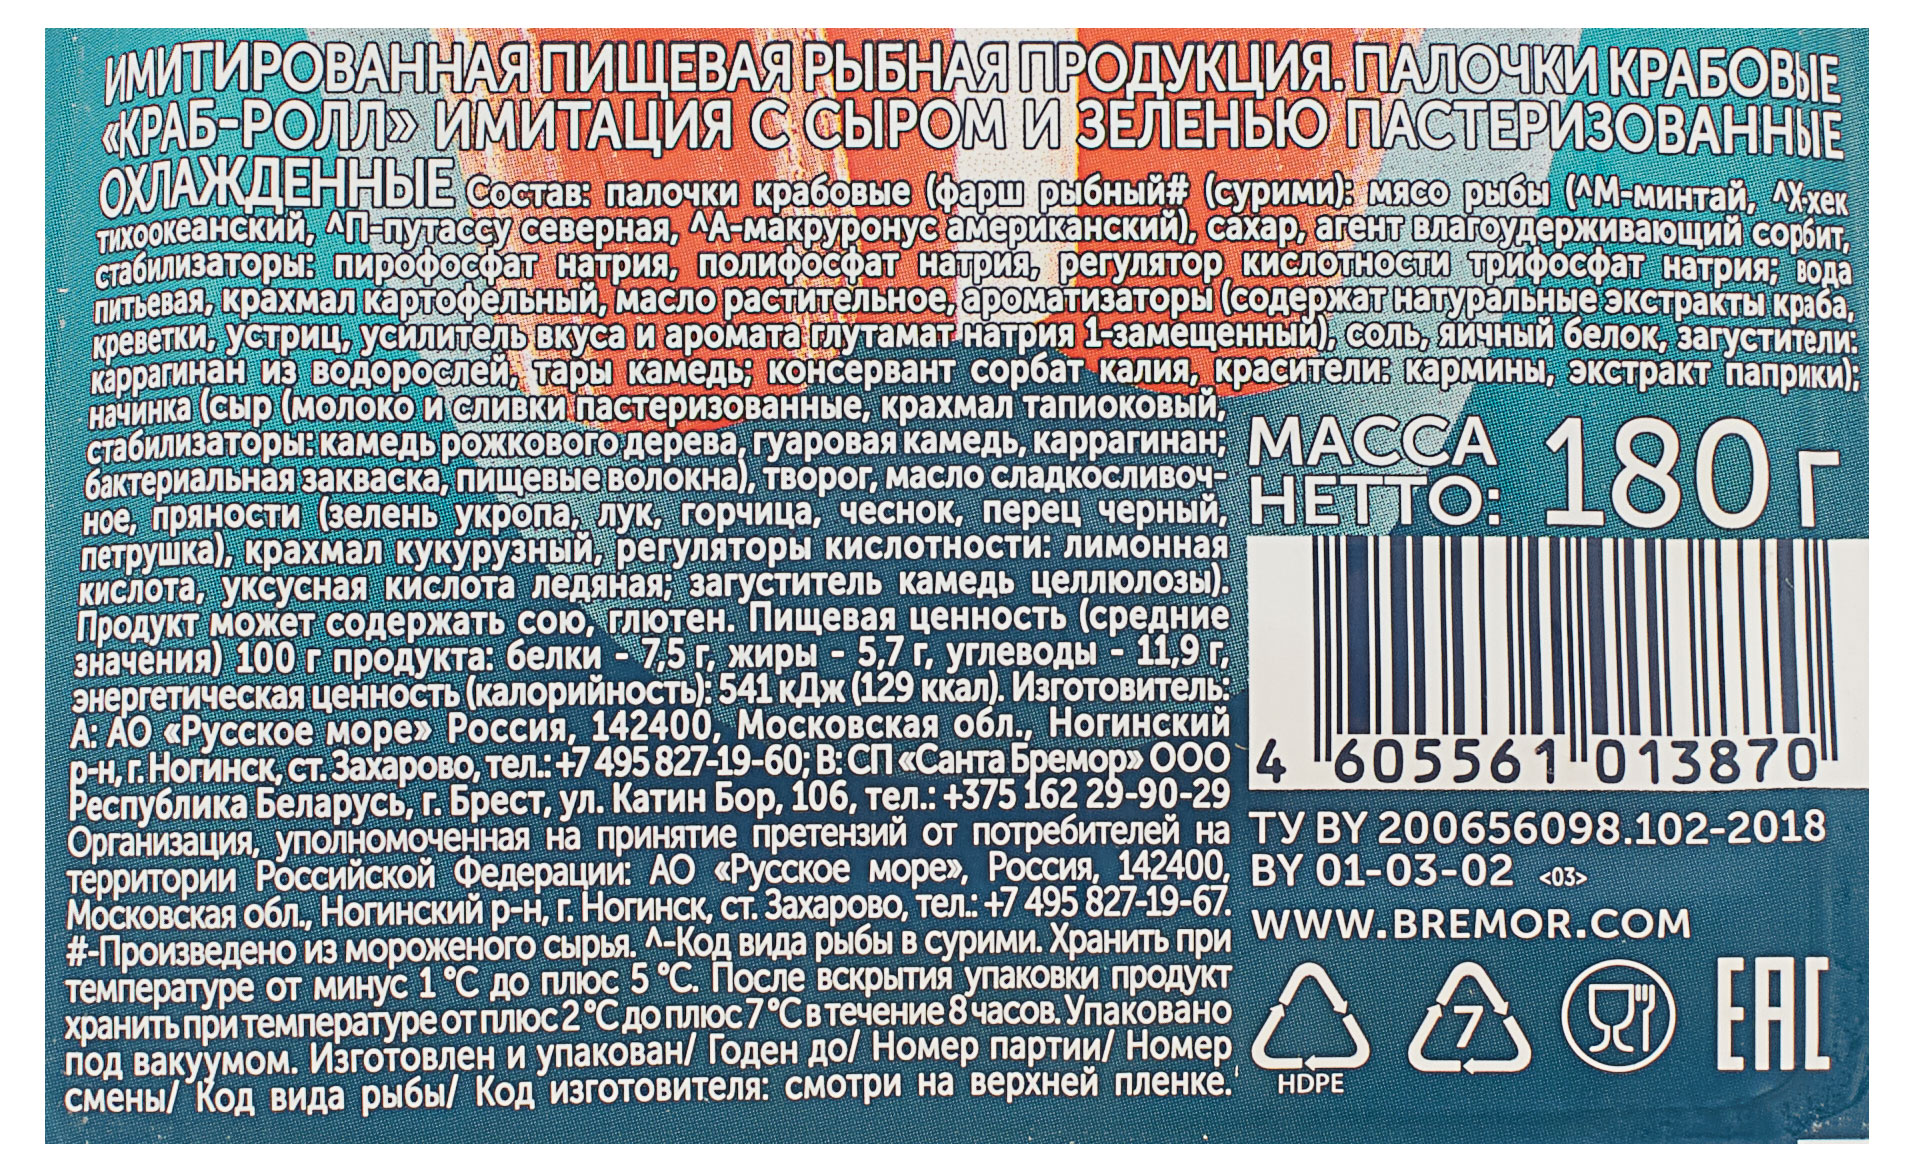 ИМИТИРОВАННАЯ ПИЩЕВАЯ РЫБНАЯ ПРОДУКЦИЯ. ПАЛОЧКИ КРАБОВЫЕ
«КРАБ-РОЛЛ» ИМИТАЦИЯ С СЫРОМ И ЗЕЛЕНЬЮ ПАСТЕРИЗОВАННЫЕ
ОХЛАЖДЕННЫЕ Состав: палочки крабовые (фарш рыбный# (сурими): мясо рыбы (^М-минтай, ^Х-хек
тихоокеанский, ^П-путассу северная, ^А-макруронус американский), сахар, агент влагоудерживающий сорбит,
стабилизаторы: пирофосфат натрия, полифосфат натрия, регулятор кислотности трифосфат натрия; вода
питьевая, крахмал картофельный, масло растительное, ароматизаторы (содержат натуральные экстракты краба,
креветки, устриц, усилитель вкуса и аромата глутамат натрия 1-замещенный), соль, яичный белок, загустители:
каррагинан из водорослей, тары камедь; консервант сорбат калия, красители: кармины, экстракт паприки);
начинка (сыр (молоко и сливки пастеризованные, крахмал тапиоковый,
стабилизаторы: камедь рожкового дерева, гуаровая камедь, каррагинан;
бактериальная закваска, пищевые волокна), творог, масло сладкосливоч-
ное, пряности (зелень укропа, лук, горчица, чеснок, перец черный,
петрушка), крахмал кукурузный, регуляторы кислотности: лимонная
кислота, уксусная кислота ледяная; загуститель камедь целлюлозы).
Продукт может содержать сою, глютен. Пищевая ценность (средние
значения) 100 г продукта: белки - 7,5 г, жиры - 5,7 г, углеводы - 11,9 г,
энергетическая ценность (калорийность): 541 кДж (129 ккал). Изготовитель:
А: АО «Русское море» Россия, 142400, Московская обл., Ногинский
р-н, г. Ногинск, ст. Захарово, тел.: +7 495 827-19-60; В: СП «Санта Бремор» ООО
Республика Беларусь, г. Брест, ул. Катин Бор, 106, тел.: +375 162 29-90-29
Организация, уполномоченная на принятие претензий от потребителей на
территории Российской Федерации: АО «Русское море», Россия, 142400,
Московская обл., Ногинский р-н, г. Ногинск, ст. Захарово, тел.: +7 495 827-19-67.
#-Произведено из мороженого сырья. ^-Код вида рыбы в сурими. Хранить при
температуре от минус 1 °С до плюс 5 °С. После вскрытия упаковки продукт
хранить при температуре от плюс 2 °С до плюс 7 °С в течение 8 часов. Упаковано
под вакуумом. Изготовлен и упакован/ Годен до/ Номер партии/ Номер
смены/ Код вида рыбы/ Код изготовителя: смотри на верхней пленке.
МАССА
НЕТТО: 180 г
4 605561 013870
ТУ BY 200656098.102-2018
BY 01-03-02 <03>
WWW.BREMOR.COM
7
HDPE
EAC